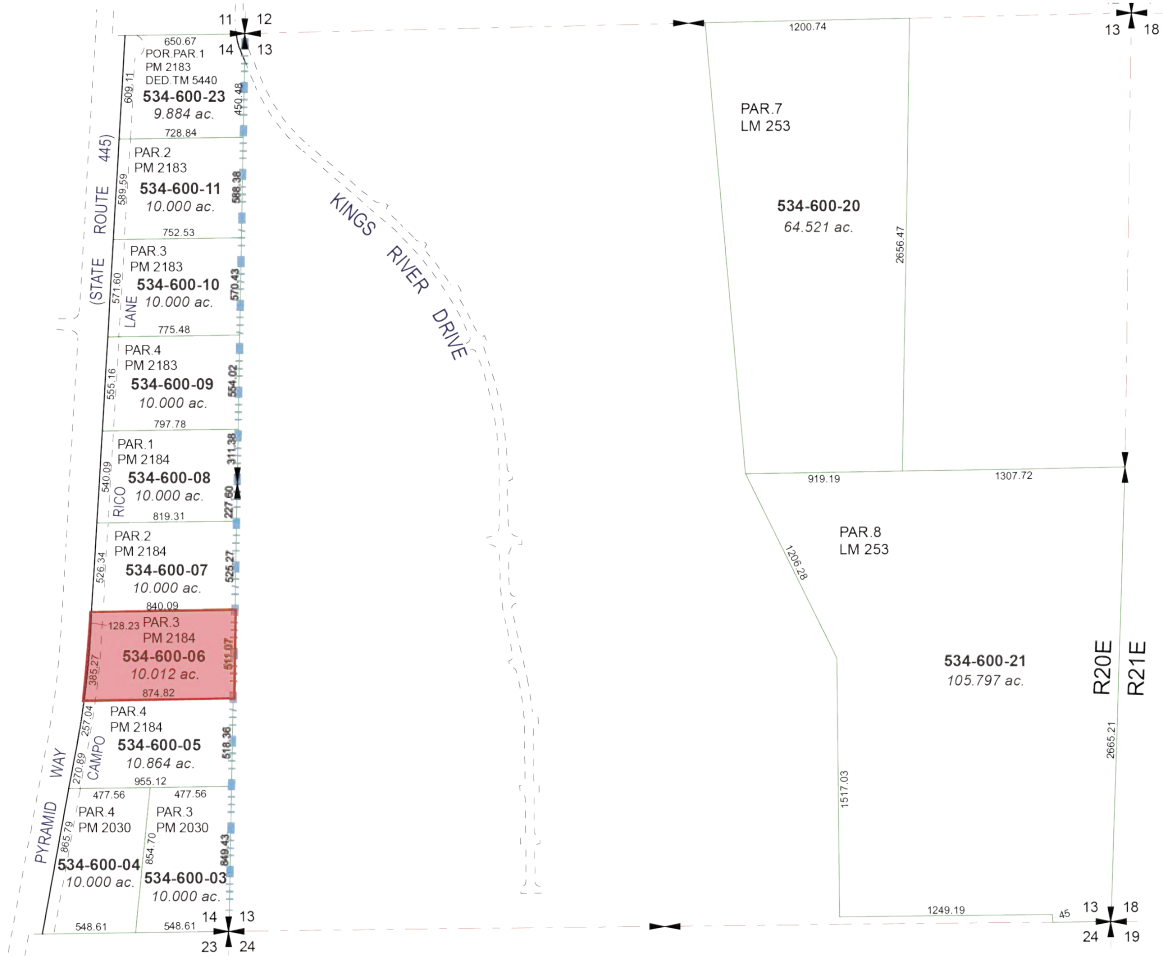 11
12
14
13
650.67
POR PAR.1
PM 2183
DED TM 5440
534-600-23
9.884 ac.
609.11
450.48
728.84
PAR.2
PM 2183
534-600-11
10.000 ac.
589.59
588.38
752.53
PAR.3
PM 2183
534-600-10
10.000 ac.
571.60
570.43
775.48
PAR.4
PM 2183
534-600-09
10.000 ac.
555.16
554.02
797.78
PAR.1
PM 2184
534-600-08
10.000 ac.
540.09
311.38
227.60
819.31
PAR.2
PM 2184
534-600-07
10.000 ac.
526.34
525.27
840.09
128.23
PAR.3
PM 2184
534-600-06
10.012 ac.
385.27
511.07
874.82
PAR.4
PM 2184
534-600-05
10.864 ac.
257.04
270.89
518.36
955.12
477.56
477.56
PAR.4
PM 2030
534-600-04
10.000 ac.
865.79
854.70
PAR.3
PM 2030
534-600-03
10.000 ac.
849.43
548.61
548.61
14
13
23
24
PYRAMID WAY
(STATE ROUTE 445)
CAMPO RICO LANE
KINGS RIVER DRIVE
1200.74
13
18
PAR.7
LM 253
534-600-20
64.521 ac.
2656.47
919.19
1307.72
PAR.8
LM 253
1206.28
534-600-21
105.797 ac.
R20E
R21E
2665.21
1517.03
1249.19
45
13
18
24
19